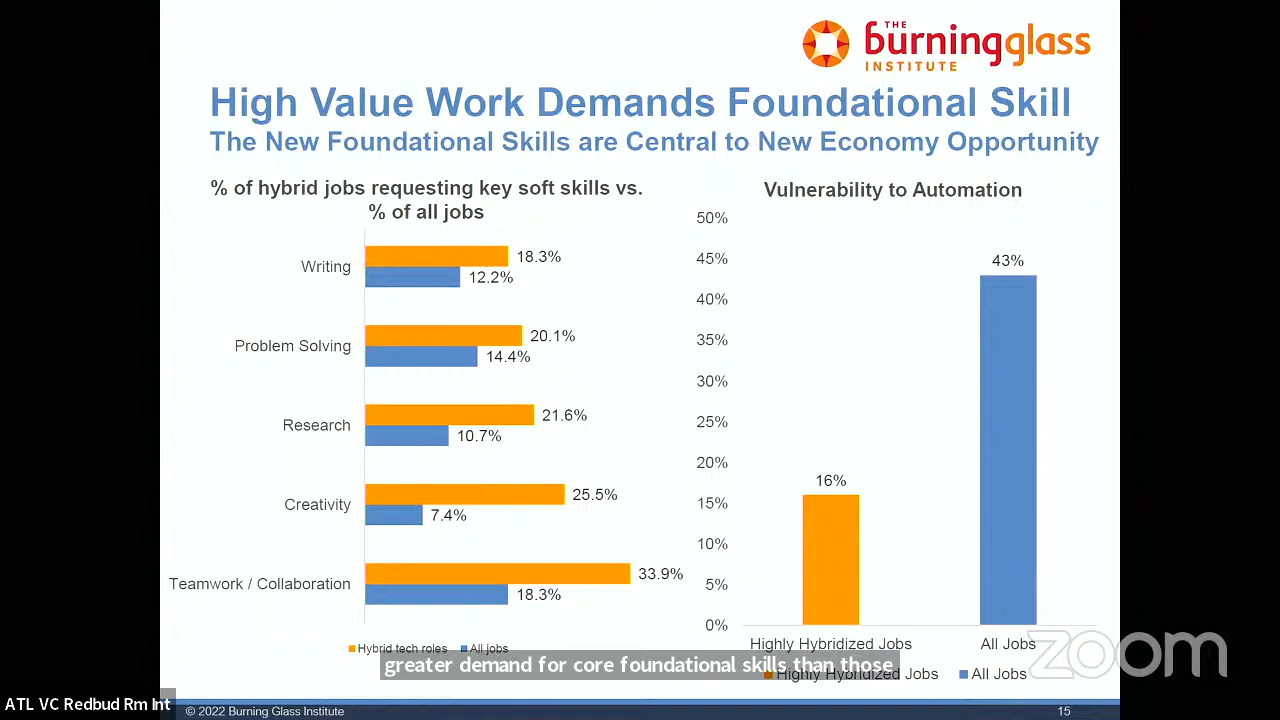 THE
burningglass
INSTITUTE
High Value Work Demands Foundational Skill
The New Foundational Skills are Central to New Economy Opportunity
% of hybrid jobs requesting key soft skills vs.
% of all jobs
Writing
18.3%
12.2%
Problem Solving
20.1%
14.4%
Research
21.6%
10.7%
Creativity
25.5%
7.4%
Teamwork / Collaboration
33.9%
18.3%
Hybrid tech roles
All jobs
Vulnerability to Automation
50%
45%
40%
35%
30%
25%
20%
15%
10%
5%
0%
16%
43%
Highly Hybridized Jobs
All Jobs
Highly Hybridized Jobs
All Jobs
greater demand for core foundational skills than those
zoom
ATL VC Redbud Rm Int
© 2022 Burning Glass Institute
15